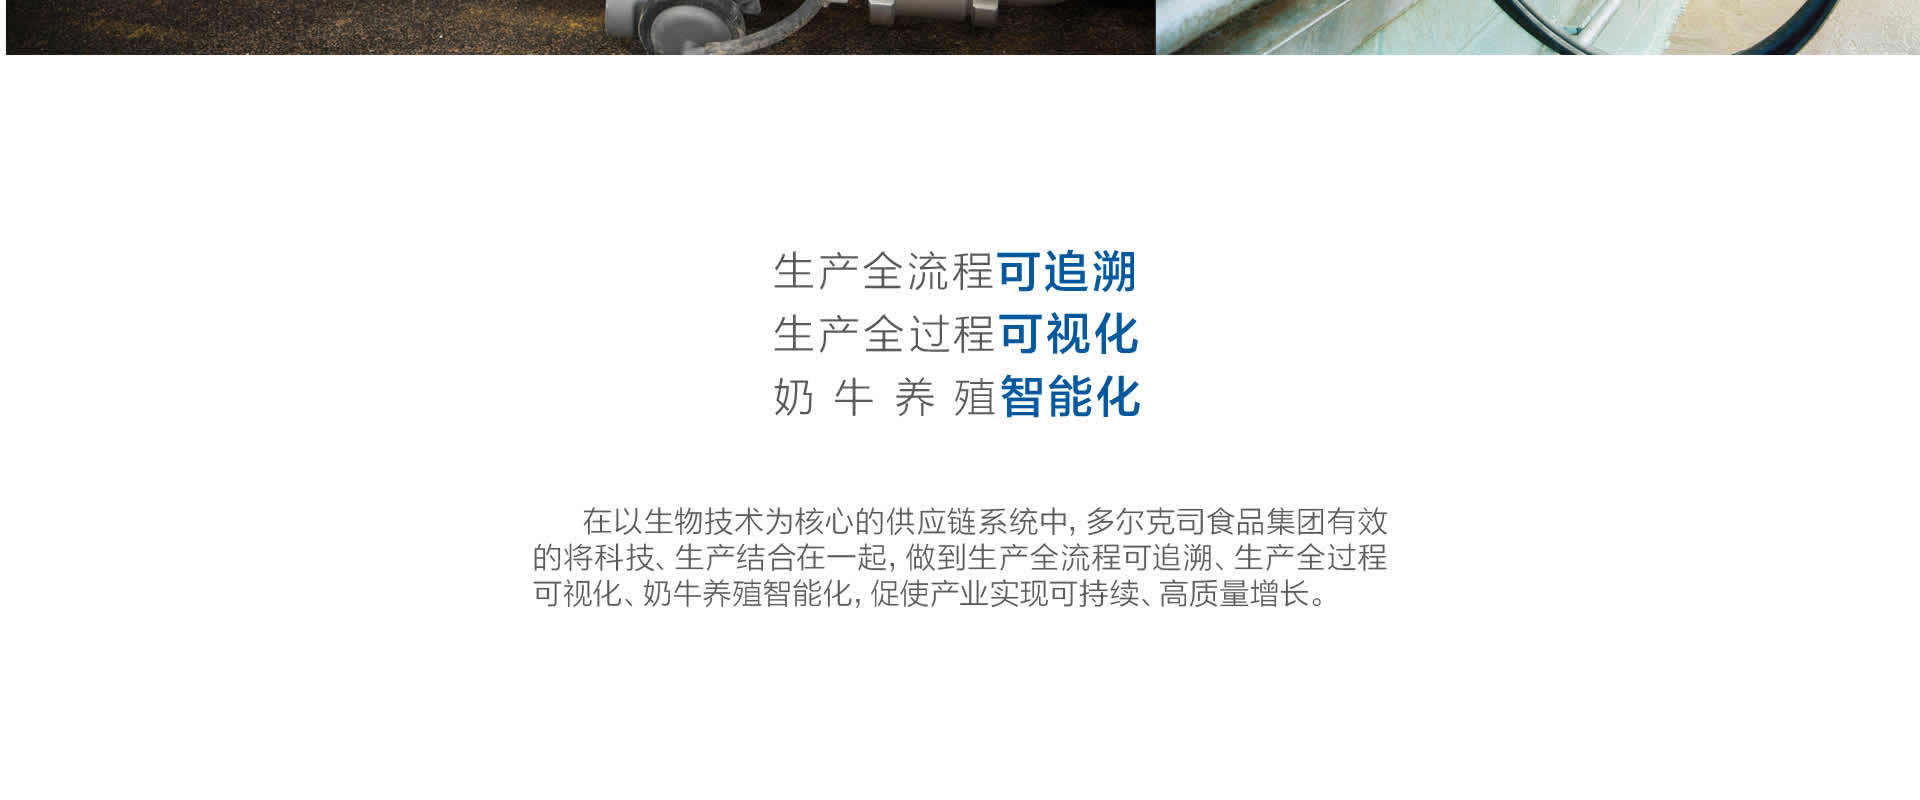 生产全流程可追溯
生产全过程可视化
奶牛养殖智能化
在以生物技术为核心的供应链系统中,多尔克司食品集团有效
的将科技、生产结合在一起,做到生产全流程可追溯、生产全过程
可视化、奶牛养殖智能化,促使产业实现可持续、高质量增长。